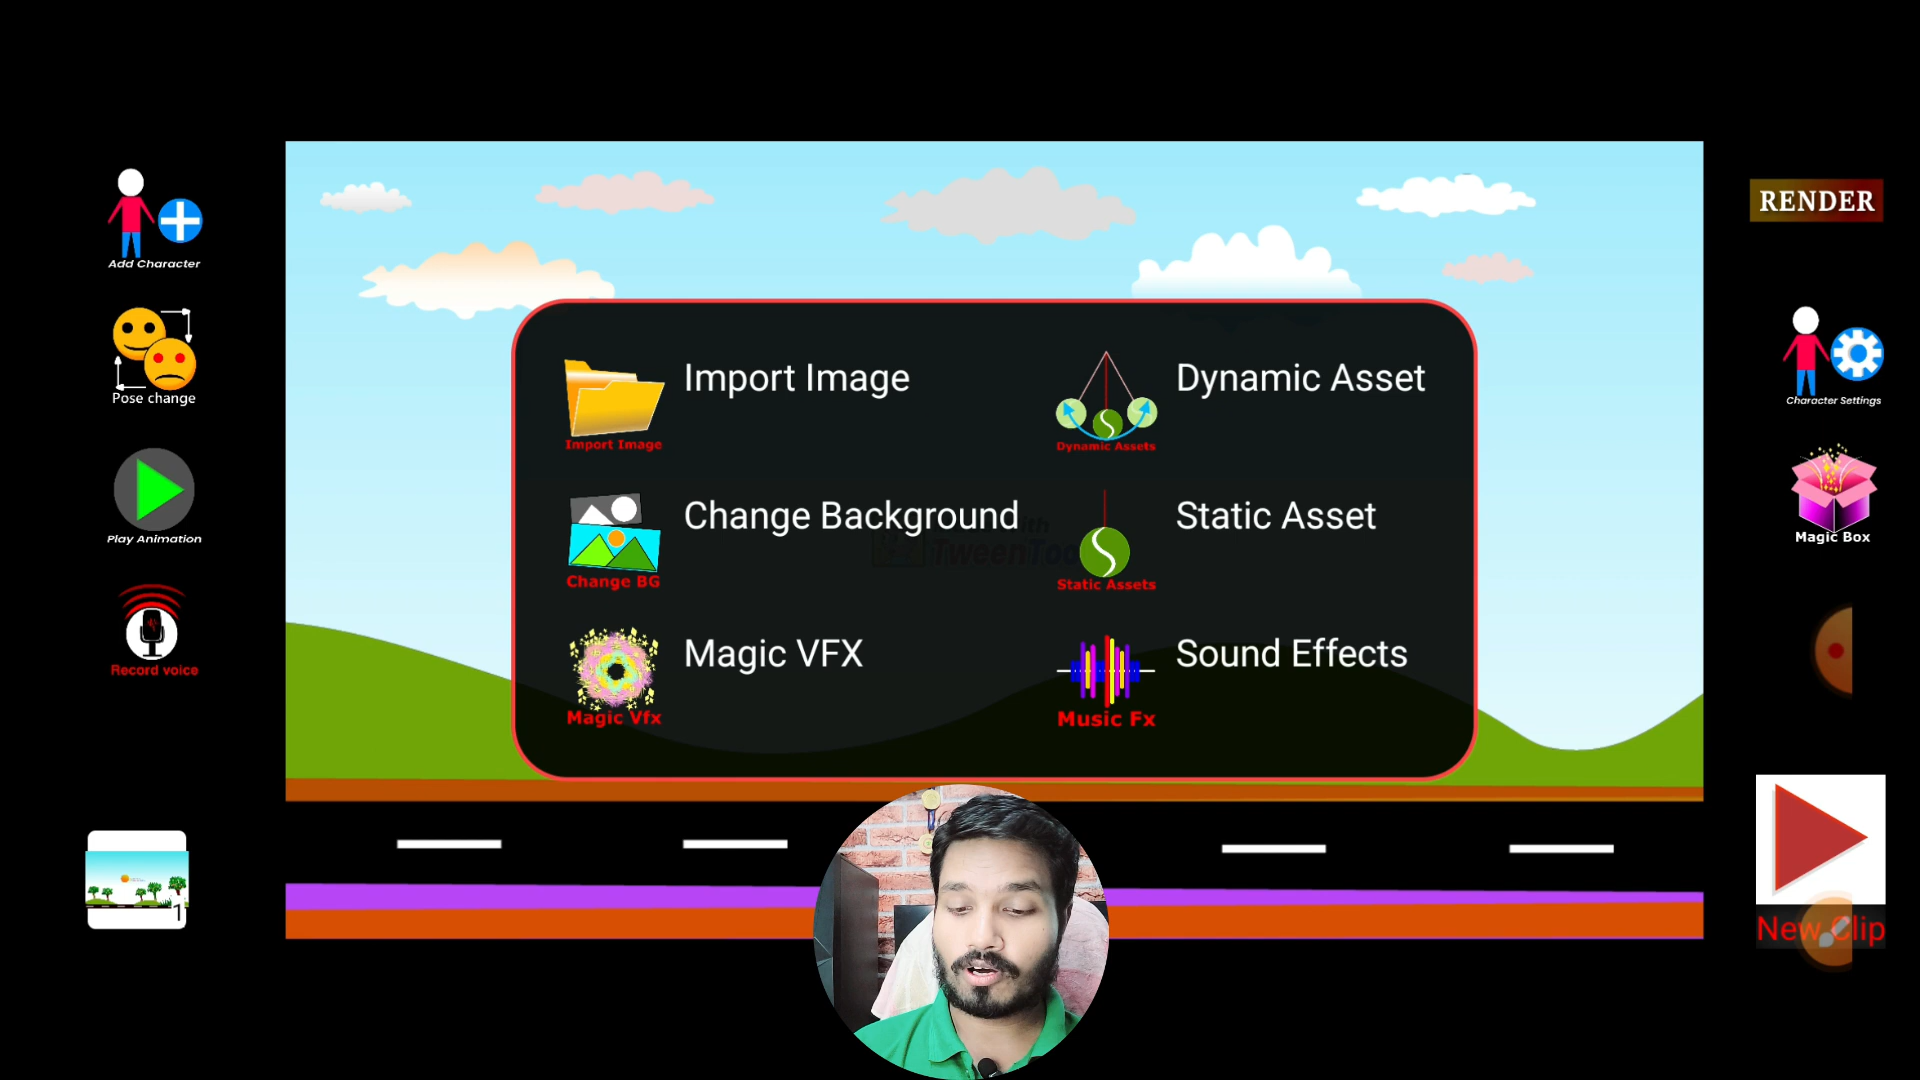 RENDER
Add Character
Import Image
Import Image
Dynamic Asset
Dynamic Assets
Pose change
Character Settings
Change Background
Change BG
Static Asset
Static Assets
TweenToo
Play Animation
Magic Box
Magic VFX
Magic Vfx
Sound Effects
Music Fx
Record voice
1
New Clip